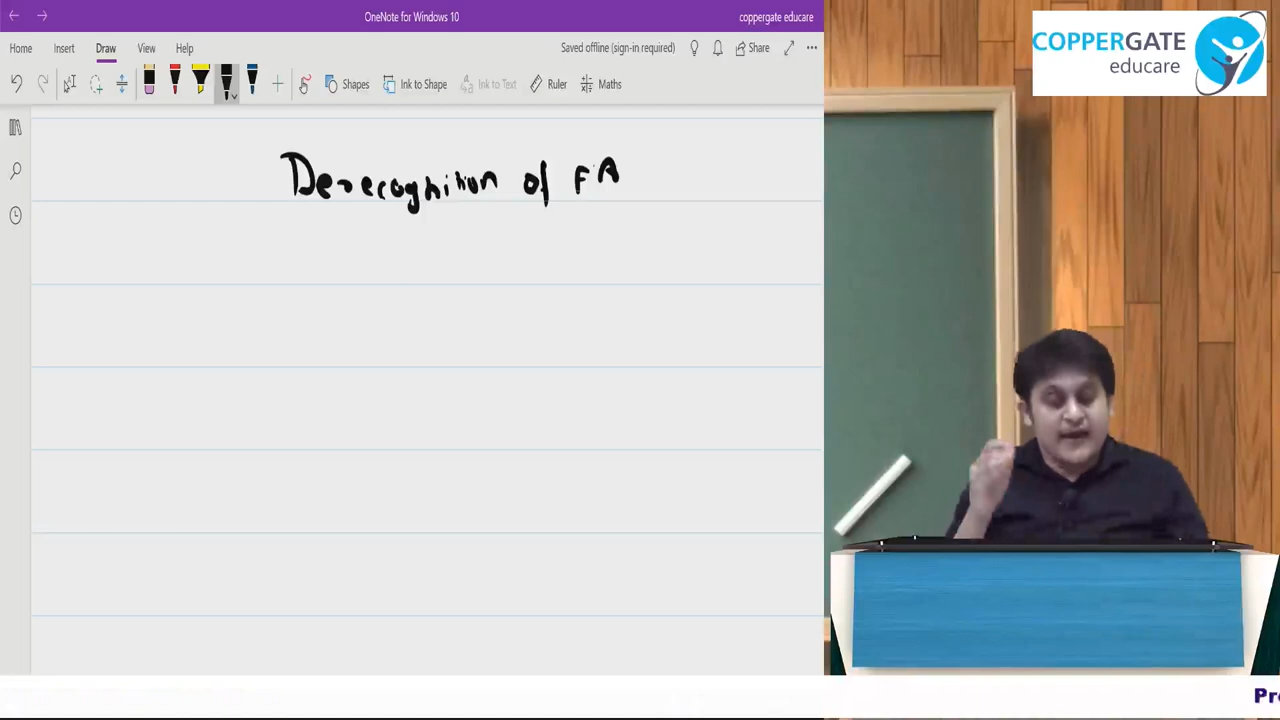 OneNote for Windows 10
coppergate educare
Home Insert Draw View Help
Saved offline (sign-in required)
Share
Shapes
Ink to Shape
Ink to Text
Ruler
Maths
COPPERGATE
educare
Derecognition of FA
Pr